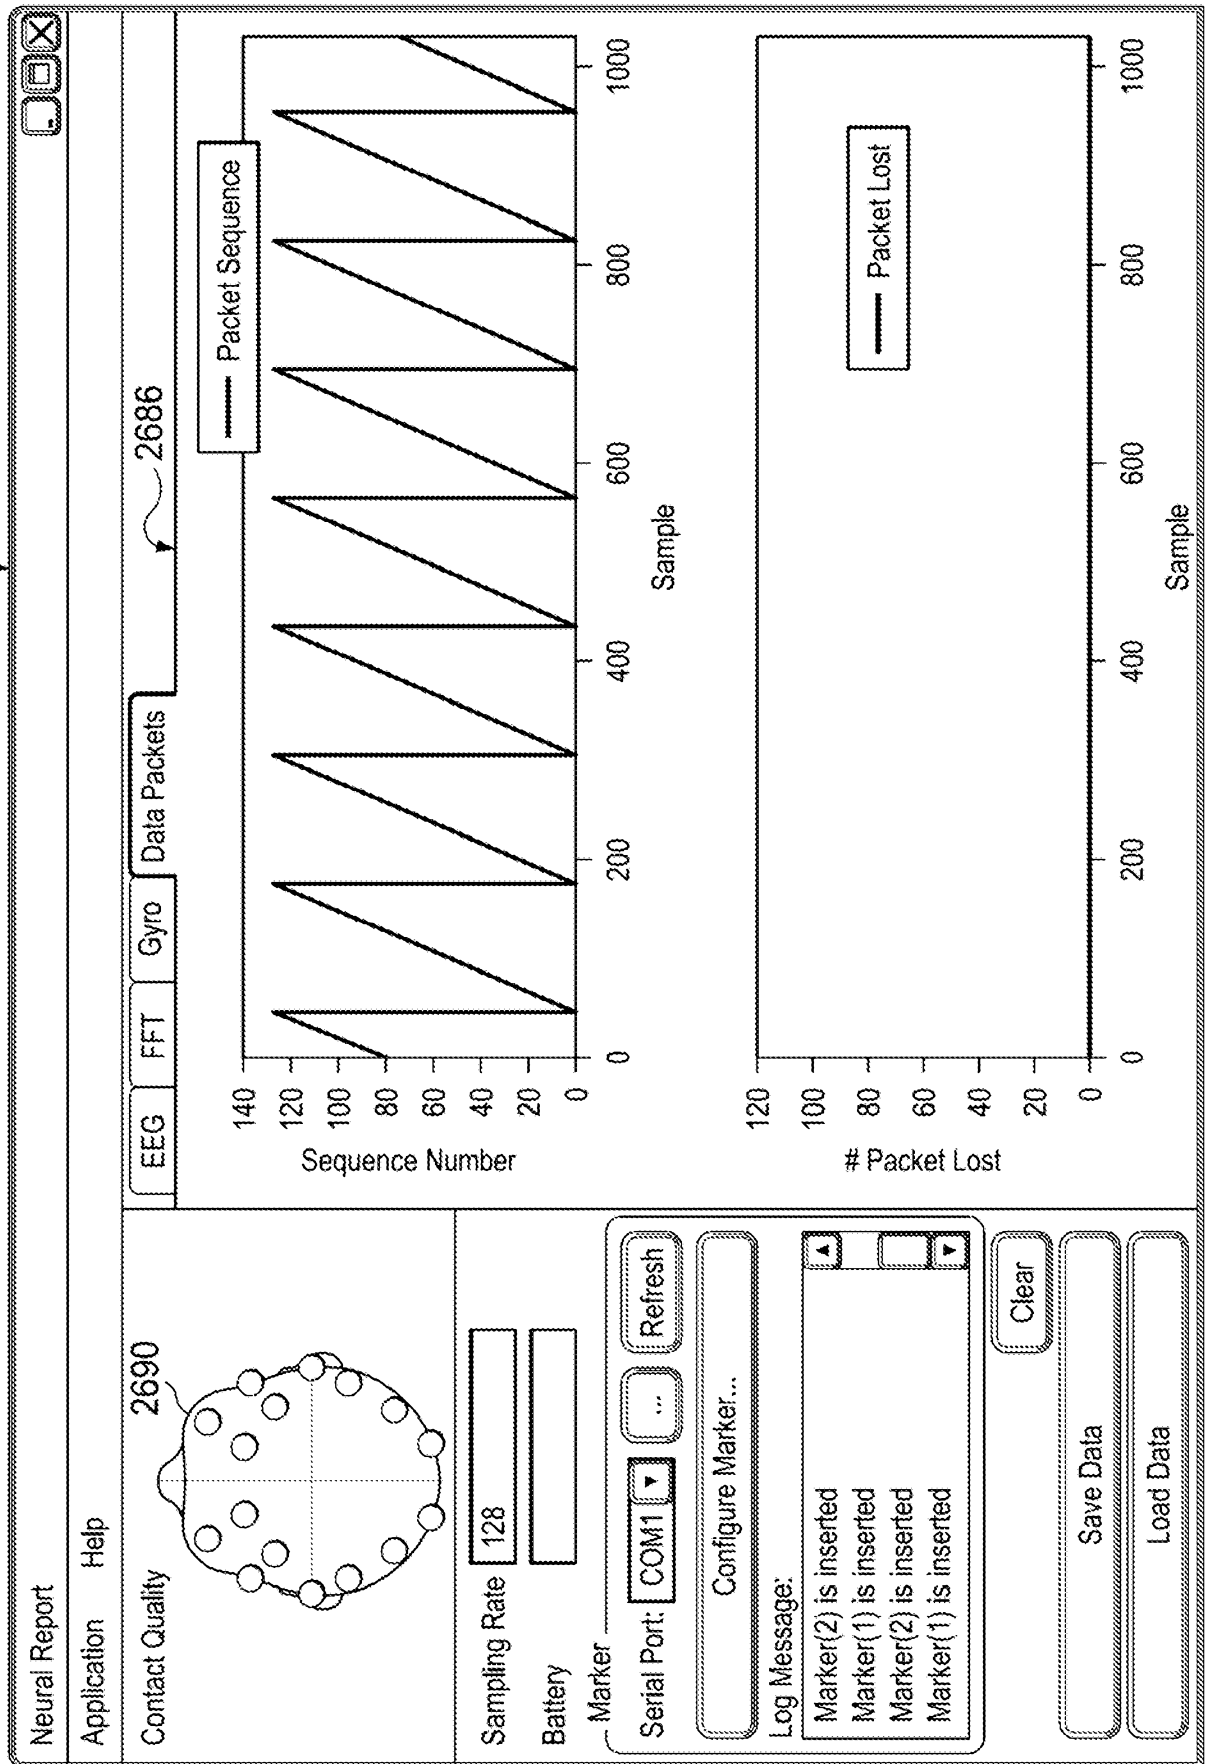 Neural Report
Application Help
Contact Quality
2690
Sampling Rate 128
Battery
Marker
Serial Port: COM1 ... Refresh
Configure Marker...
Log Message:
Marker(2) is inserted
Marker(1) is inserted
Marker(2) is inserted
Marker(1) is inserted
Clear
Save Data
Load Data
EEG FFT Gyro Data Packets
2686
Packet Sequence
140
120
100
80
60
40
20
0
Sequence Number
0 200 400 600 800 1000
Sample
Packet Lost
120
100
80
60
40
20
0
# Packet Lost
0 200 400 600 800 1000
Sample